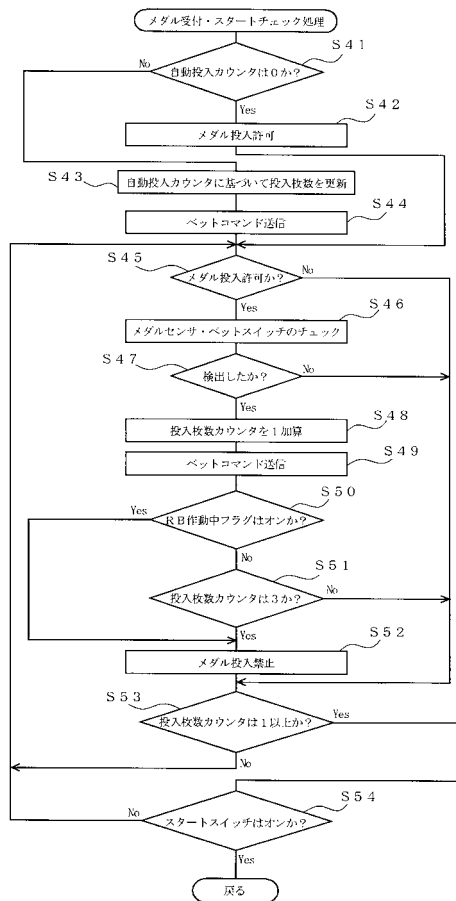 メダル受付・スタートチェック処理
S41
自動投入カウンタは0か？
No
Yes
S42
メダル投入許可
S43
自動投入カウンタに基づいて投入枚数を更新
S44
ベットコマンド送信
S45
メダル投入許可か？
No
Yes
S46
メダルセンサ・ベットスイッチのチェック
S47
検出したか？
No
Yes
S48
投入枚数カウンタを1加算
S49
ベットコマンド送信
S50
Yes
RB作動中フラグはオンか？
No
S51
投入枚数カウンタは3か？
No
Yes
S52
メダル投入禁止
S53
投入枚数カウンタは1以上か？
Yes
No
S54
No
スタートスイッチはオンか？
Yes
戻る